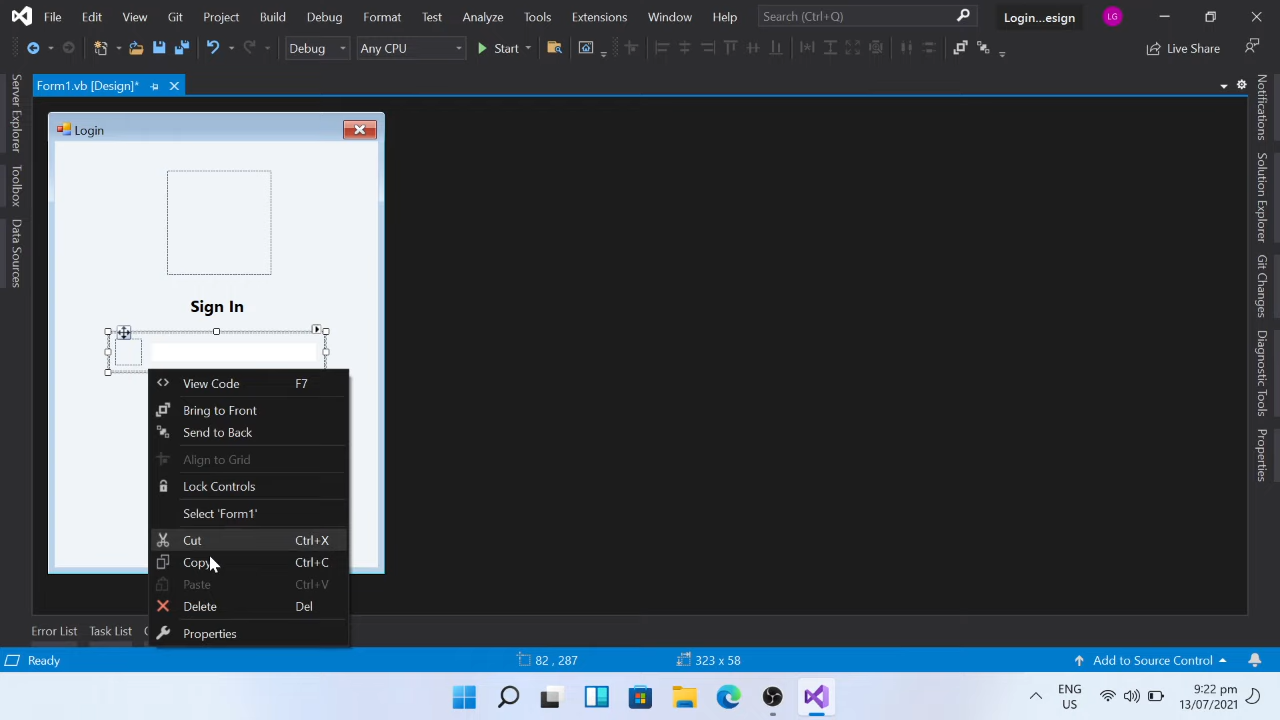 File Edit View Git Project Build Debug Format Test Analyze Tools Extensions Window Help Search (Ctrl+Q) Login...esign LG
Debug Any CPU Start Live Share
Form1.vb [Design]*
Server Explorer
Toolbox
Data Sources
Login
Sign In
View Code F7
Bring to Front
Send to Back
Align to Grid
Lock Controls
Select 'Form1'
Cut Ctrl+X
Copy Ctrl+C
Paste Ctrl+V
Delete Del
Properties
Notifications
Solution Explorer
Git Changes
Diagnostic Tools
Properties
Error List Task List
Ready 82 , 287 323 x 58 Add to Source Control
ENG
US
9:22 pm
13/07/2021